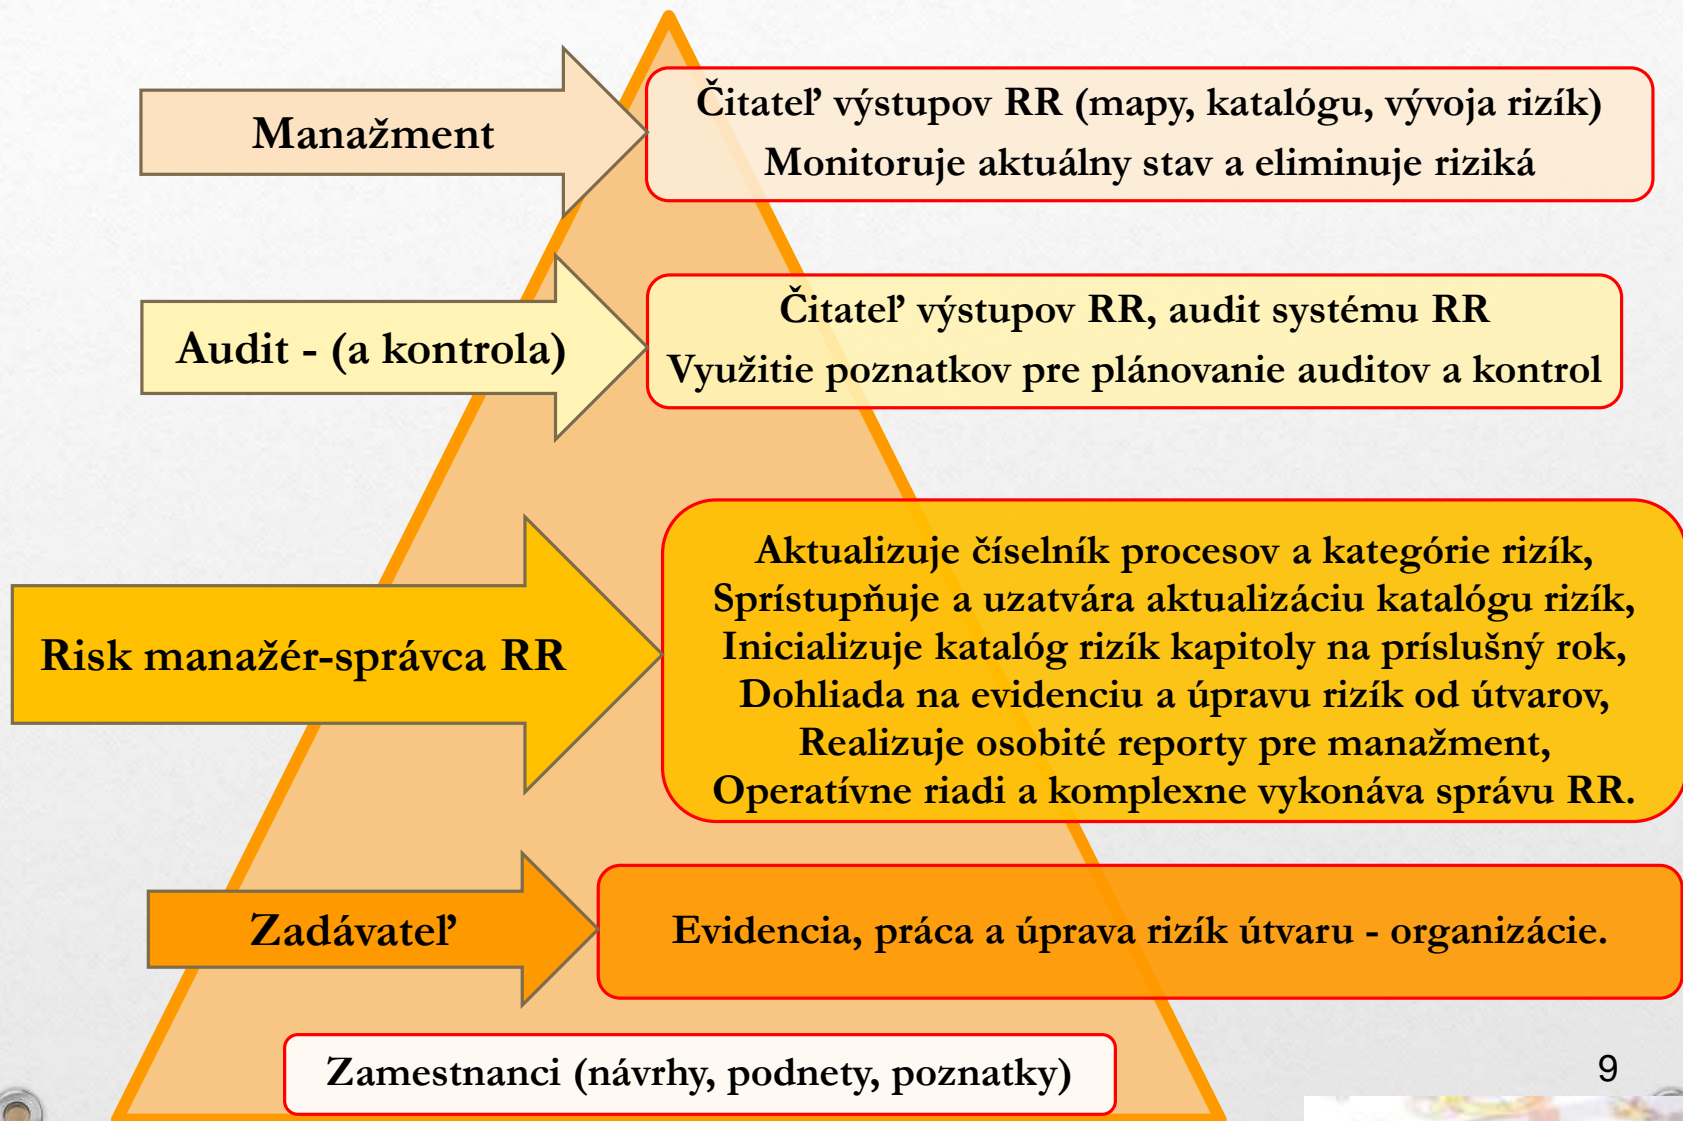 Manažment
Čitateľ výstupov RR (mapy, katalógu, vývoja rizík)
Monitoruje aktuálny stav a eliminuje riziká
Audit - (a kontrola)
Čitateľ výstupov RR, audit systému RR
Využitie poznatkov pre plánovanie auditov a kontrol
Risk manažér-správca RR
Aktualizuje číselník procesov a kategórie rizík,
Sprístupňuje a uzatvára aktualizáciu katalógu rizík,
Inicializuje katalóg rizík kapitoly na príslušný rok,
Dohliada na evidenciu a úpravu rizík od útvarov,
Realizuje osobité reporty pre manažment,
Operatívne riadi a komplexne vykonáva správu RR.
Zadávateľ
Evidencia, práca a úprava rizík útvaru - organizácie.
Zamestnanci (návrhy, podnety, poznatky)
9